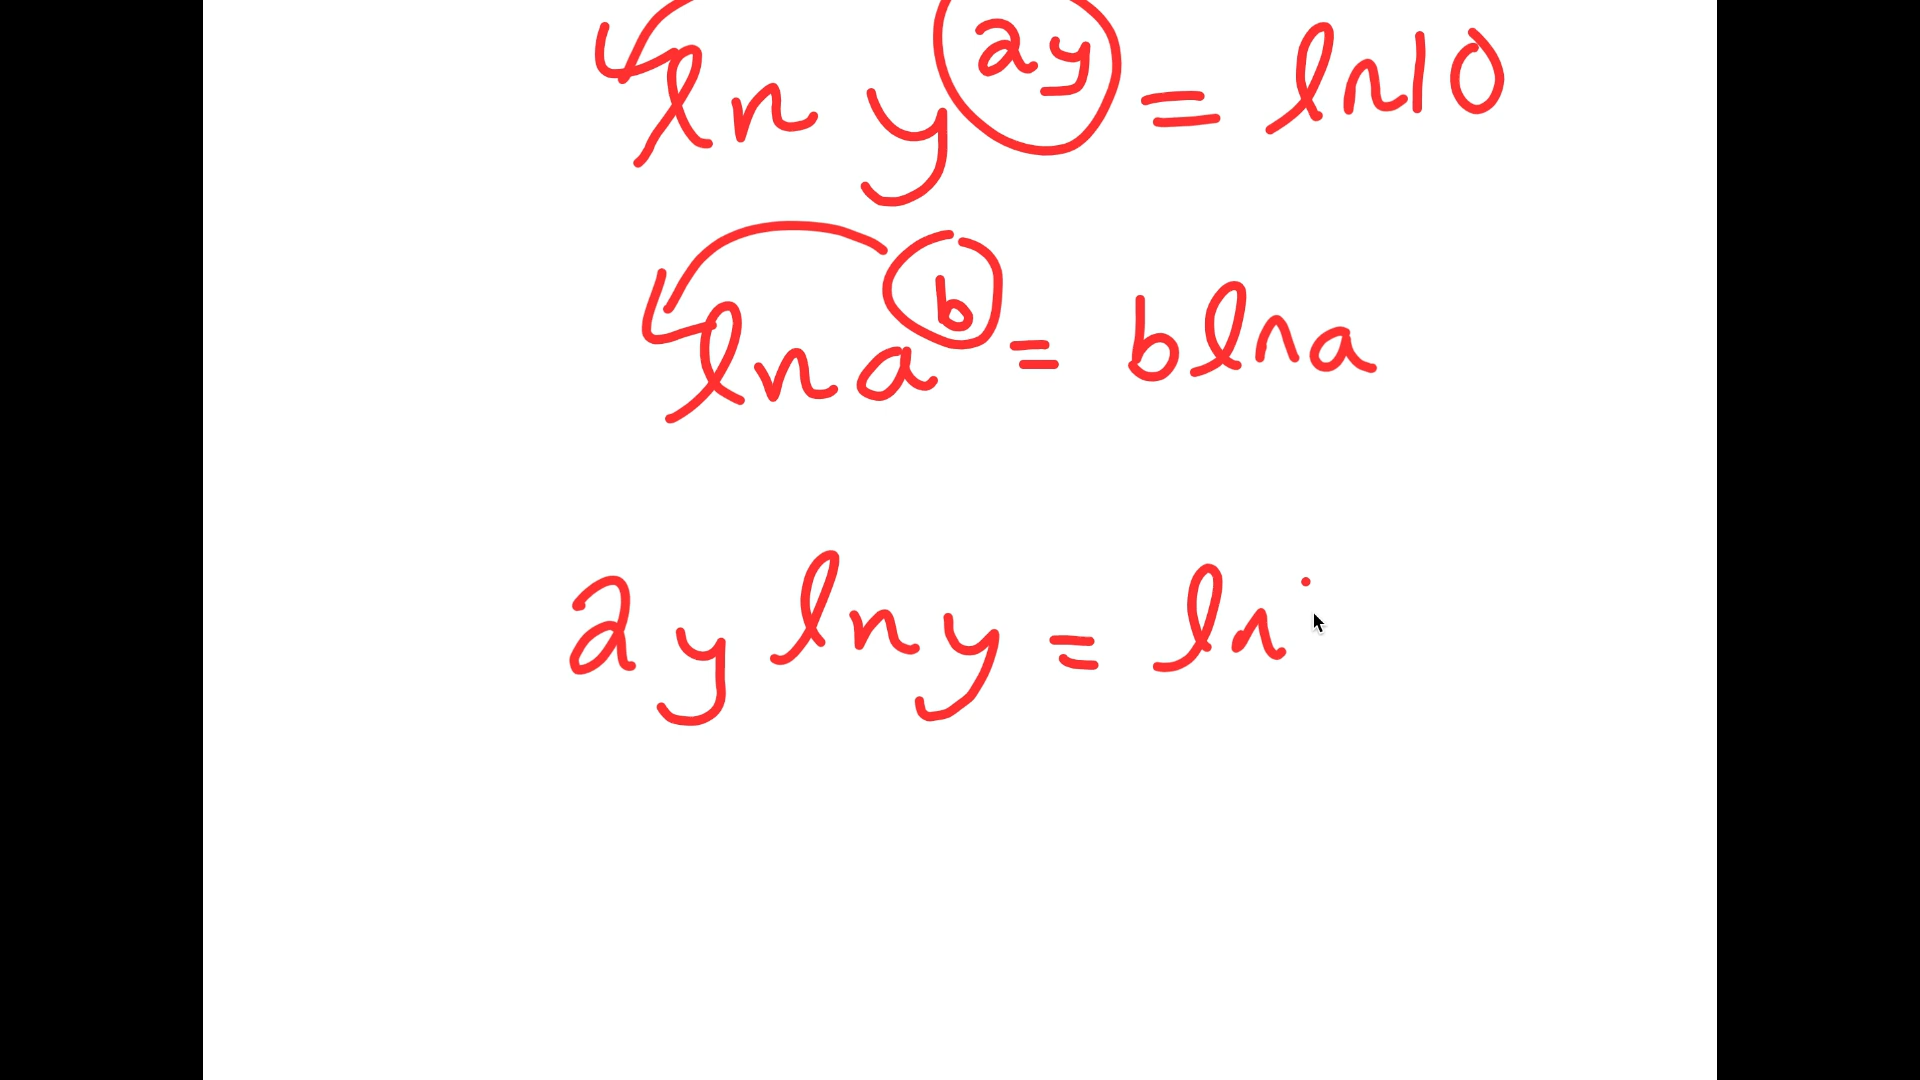 ln y^{2y} = ln10
ln a^b = b ln a
2y ln y = ln